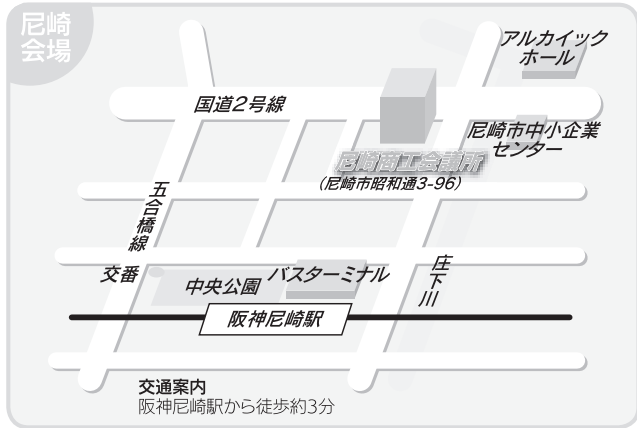 尼崎
会場
アルカイック
ホール
国道2号線
尼崎市中小企業
センター
尼崎商工会議所
（尼崎市昭和通3-96）
五合橋線
交番
中央公園
バスターミナル
庄下川
阪神尼崎駅
交通案内
阪神尼崎駅から徒歩約3分